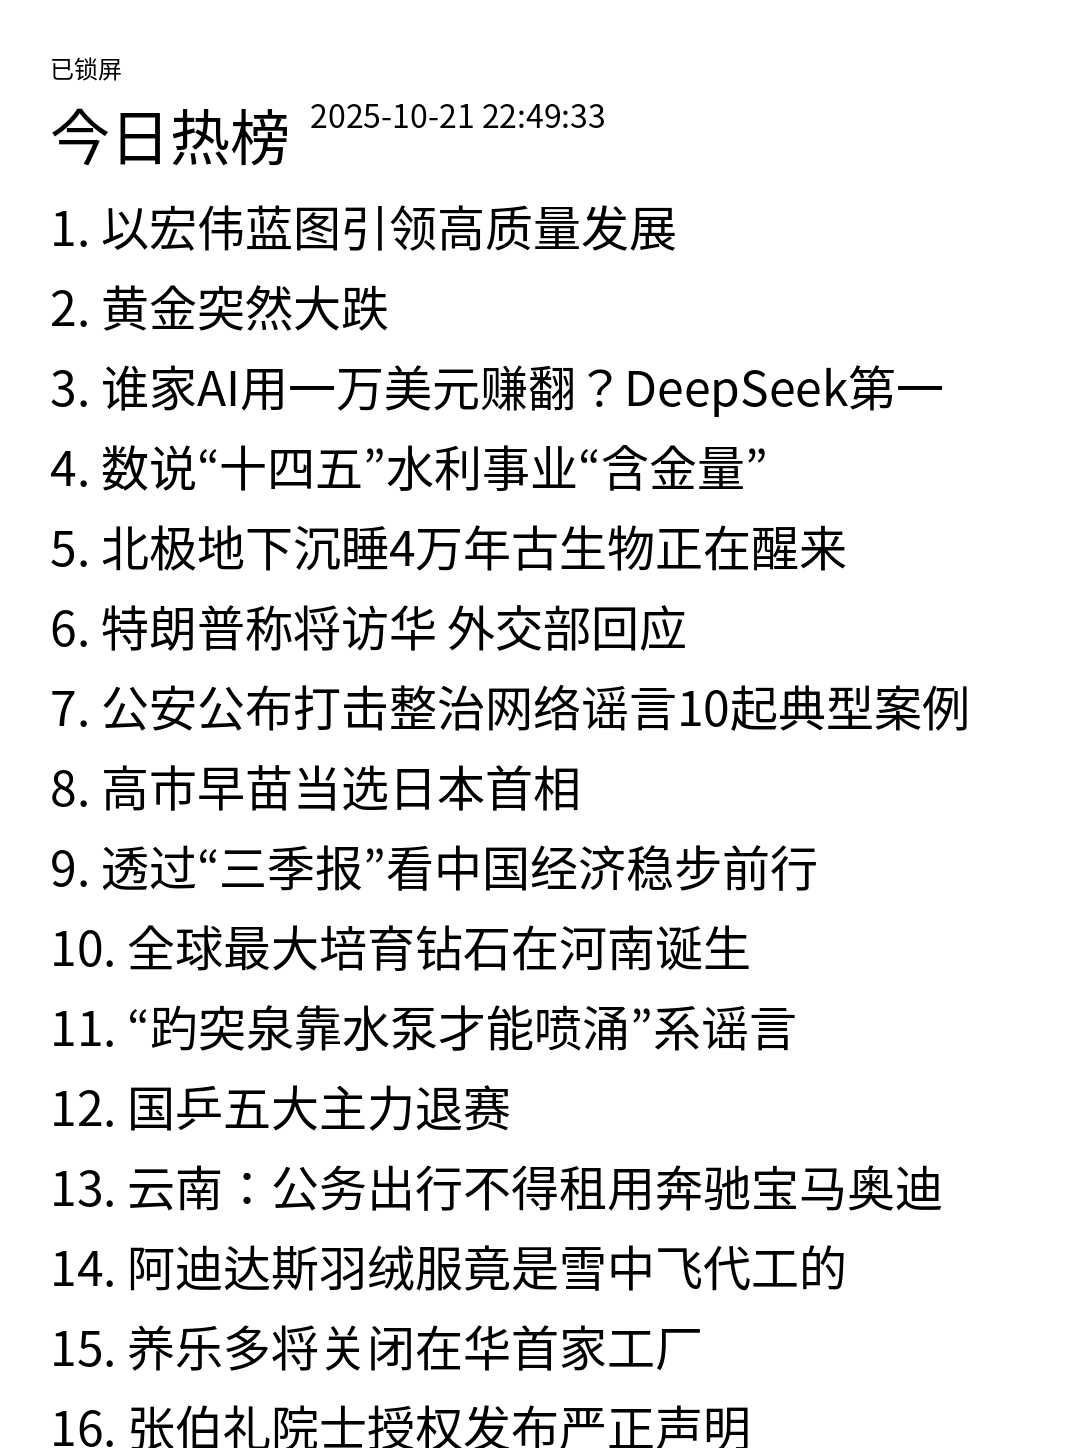 已锁屏
今日热榜 2025-10-21 22:49:33
1. 以宏伟蓝图引领高质量发展
2. 黄金突然大跌
3. 谁家AI用一万美元赚翻？DeepSeek第一
4. 数说“十四五”水利事业“含金量”
5. 北极地下沉睡4万年古生物正在醒来
6. 特朗普称将访华 外交部回应
7. 公安公布打击整治网络谣言10起典型案例
8. 高市早苗当选日本首相
9. 透过“三季报”看中国经济稳步前行
10. 全球最大培育钻石在河南诞生
11. “趵突泉靠水泵才能喷涌”系谣言
12. 国乒五大主力退赛
13. 云南：公务出行不得租用奔驰宝马奥迪
14. 阿迪达斯羽绒服竟是雪中飞代工的
15. 养乐多将关闭在华首家工厂
16. 张伯礼院士授权发布严正声明